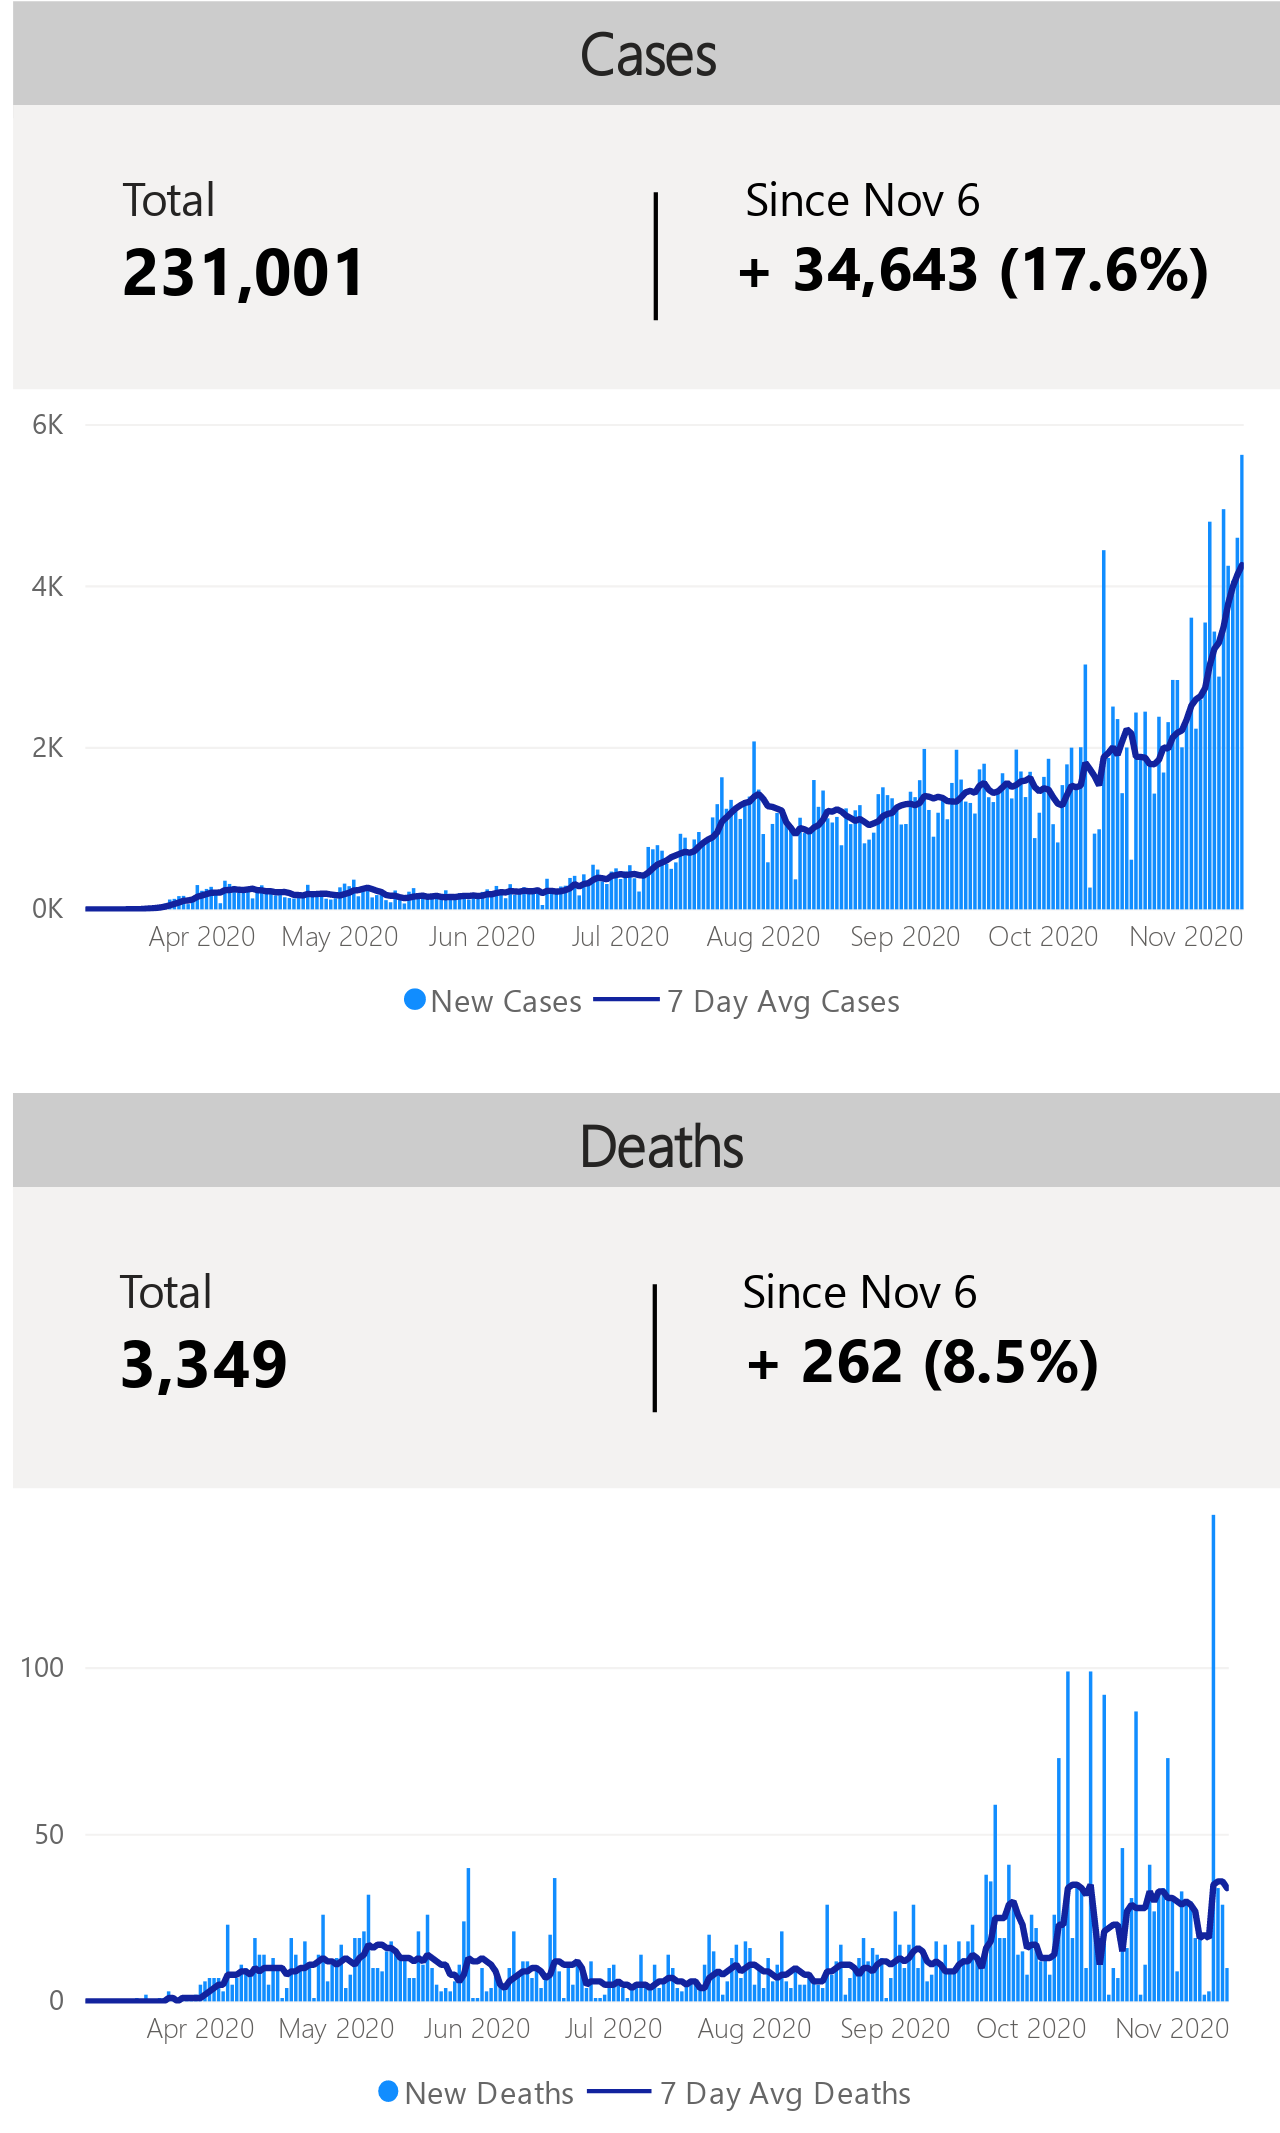 Cases
Total
Since Nov 6
231,001
+ 34,643 (17.6%)
6K
4K
2K
0K
Apr 2020 May 2020 Jun 2020 Jul 2020 Aug 2020 Sep 2020 Oct 2020 Nov 2020
New Cases 7 Day Avg Cases
Deaths
Total
Since Nov 6
3,349
+ 262 (8.5%)
100
50
0
Apr 2020 May 2020 Jun 2020 Jul 2020 Aug 2020 Sep 2020 Oct 2020 Nov 2020
New Deaths 7 Day Avg Deaths